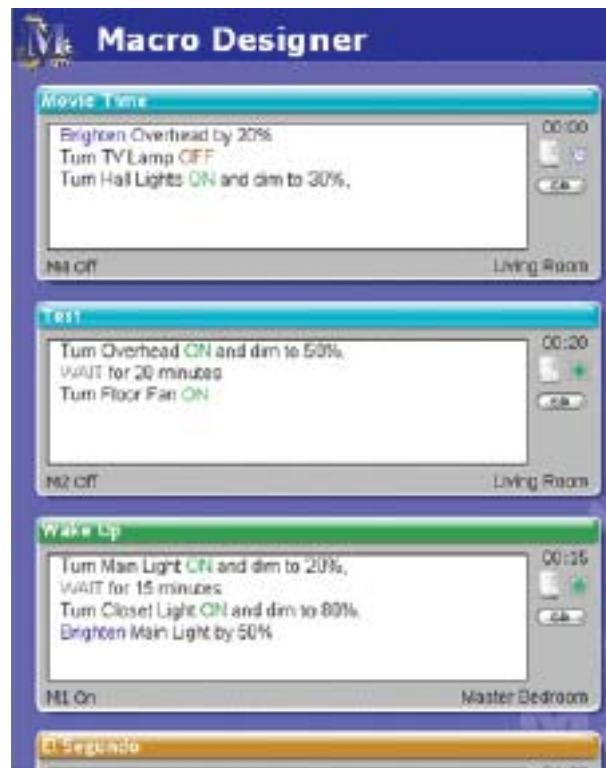 Macro Designer
Movie Time
Brighten Overhead by 20%
Turn TV Lamp OFF
Turn Hall Lights ON and dim to 30%,
00:00
Off
Living Room
Test
Turn Overhead ON and dim to 50%,
WAIT for 20 minutes
Turn Floor Fan ON
00:20
M2 Off
Living Room
Wake Up
Turn Main Light ON and dim to 20%,
WAIT for 15 minutes
Turn Closet Light ON and dim to 80%,
Brighten Main Light by 50%
00:15
M1 On
Master Bedroom
El Segundo